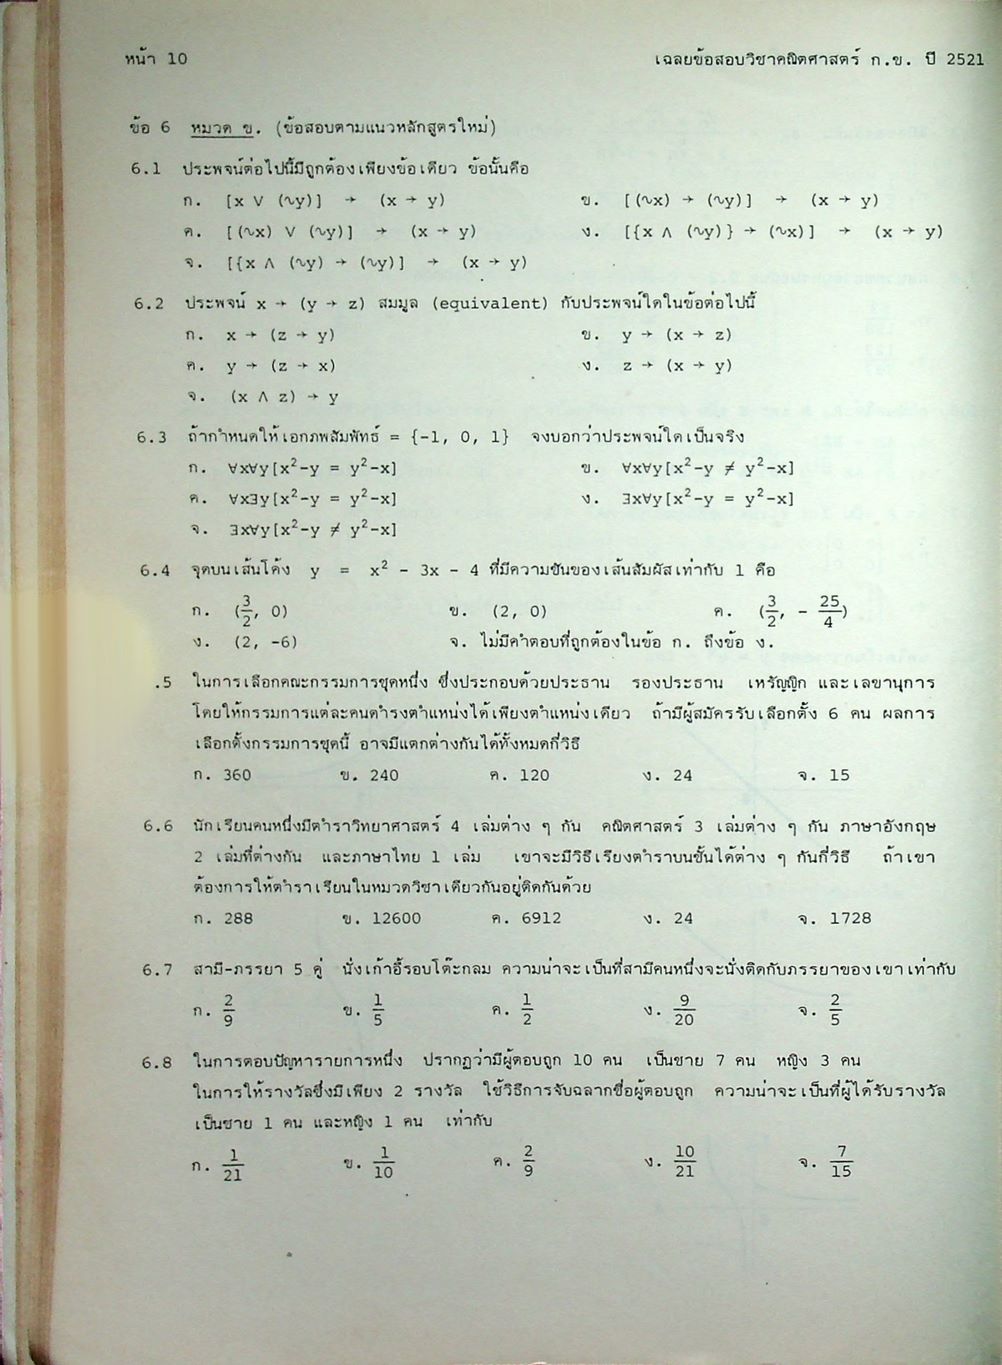 หน้า 10 เฉลยข้อสอบวิชาคณิตศาสตร์ ก.ข. ปี 2521
ข้อ 6 หมวด ข. (ข้อสอบตามแนวหลักสูตรใหม่)
6.1 ประพจน์ต่อไปนี้มีถูกต้องเพียงข้อเดียว ข้อนั้นคือ
ก. [x ∨ (~y)] → (x → y) ข. [(~x) → (~y)] → (x → y)
ค. [(~x) ∨ (~y)] → (x → y) ง. [{x ∧ (~y)} → (~x)] → (x → y)
จ. [{x ∧ (~y) → (~y)] → (x → y)
6.2 ประพจน์ x → (y → z) สมมูล (equivalent) กับประพจน์ใดในข้อต่อไปนี้
ก. x → (z → y) ข. y → (x → z)
ค. y → (z → x) ง. z → (x → y)
จ. (x ∧ z) → y
6.3 ถ้ากำหนดให้เอกภพสัมพัทธ์ = {-1, 0, 1} จงบอกว่าประพจน์ใดเป็นจริง
ก. ∀x∀y[x²-y = y²-x] ข. ∀x∀y[x²-y ≠ y²-x]
ค. ∀x∃y[x²-y = y²-x] ง. ∃x∀y[x²-y = y²-x]
จ. ∃x∀y[x²-y ≠ y²-x]
6.4 จุดบนเส้นโค้ง y = x² - 3x - 4 ที่มีความชันของเส้นสัมผัสเท่ากับ 1 คือ
ก. (3/2, 0) ข. (2, 0) ค. (3/2, - 25/4)
ง. (2, -6) จ. ไม่มีคำตอบที่ถูกต้องในข้อ ก. ถึงข้อ ง.
.5 ในการเลือกคณะกรรมการชุดหนึ่ง ซึ่งประกอบด้วยประธาน รองประธาน เหรัญญิก และเลขานุการ
โดยให้กรรมการแต่ละคนดำรงตำแหน่งได้เพียงตำแหน่งเดียว ถ้ามีผู้สมัครรับเลือกตั้ง 6 คน ผลการ
เลือกตั้งกรรมการชุดนี้ อาจมีแตกต่างกันได้ทั้งหมดกี่วิธี
ก. 360 ข. 240 ค. 120 ง. 24 จ. 15
6.6 นักเรียนคนหนึ่งมีตำราวิทยาศาสตร์ 4 เล่มต่าง ๆ กัน คณิตศาสตร์ 3 เล่มต่าง ๆ กัน ภาษาอังกฤษ
2 เล่มที่ต่างกัน และภาษาไทย 1 เล่ม เขาจะมีวิธีเรียงตำราบนชั้นได้ต่าง ๆ กันกี่วิธี ถ้าเขา
ต้องการให้ตำราเรียนในหมวดวิชาเดียวกันอยู่ติดกันด้วย
ก. 288 ข. 12600 ค. 6912 ง. 24 จ. 1728
6.7 สามี-ภรรยา 5 คู่ นั่งเก้าอี้รอบโต๊ะกลม ความน่าจะเป็นที่สามีคนหนึ่งจะนั่งติดกับภรรยาของเขาเท่ากับ
ก. 2/9 ข. 1/5 ค. 1/2 ง. 9/20 จ. 2/5
6.8 ในการตอบปัญหารายการหนึ่ง ปรากฏว่ามีผู้ตอบถูก 10 คน เป็นชาย 7 คน หญิง 3 คน
ในการให้รางวัลซึ่งมีเพียง 2 รางวัล ใช้วิธีการจับฉลากชื่อผู้ตอบถูก ความน่าจะเป็นที่ผู้ได้รับรางวัล
เป็นชาย 1 คน และหญิง 1 คน เท่ากับ
ก. 1/21 ข. 1/10 ค. 2/9 ง. 10/21 จ. 7/15